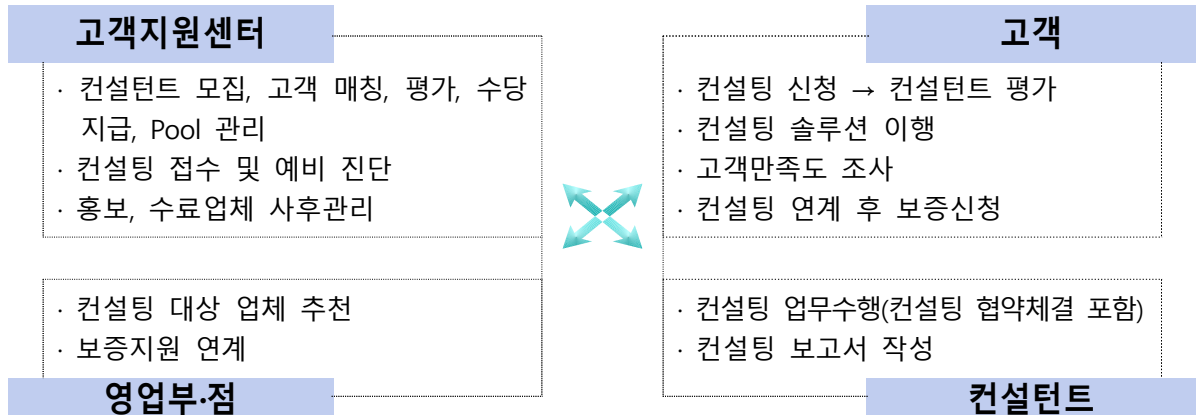 고객지원센터
· 컨설턴트 모집, 고객 매칭, 평가, 수당
지급, Pool 관리
· 컨설팅 접수 및 예비 진단
· 홍보, 수료업체 사후관리
고객
· 컨설팅 신청 → 컨설턴트 평가
· 컨설팅 솔루션 이행
· 고객만족도 조사
· 컨설팅 연계 후 보증신청
· 컨설팅 대상 업체 추천
· 보증지원 연계
영업부·점
· 컨설팅 업무수행(컨설팅 협약체결 포함)
· 컨설팅 보고서 작성
컨설턴트